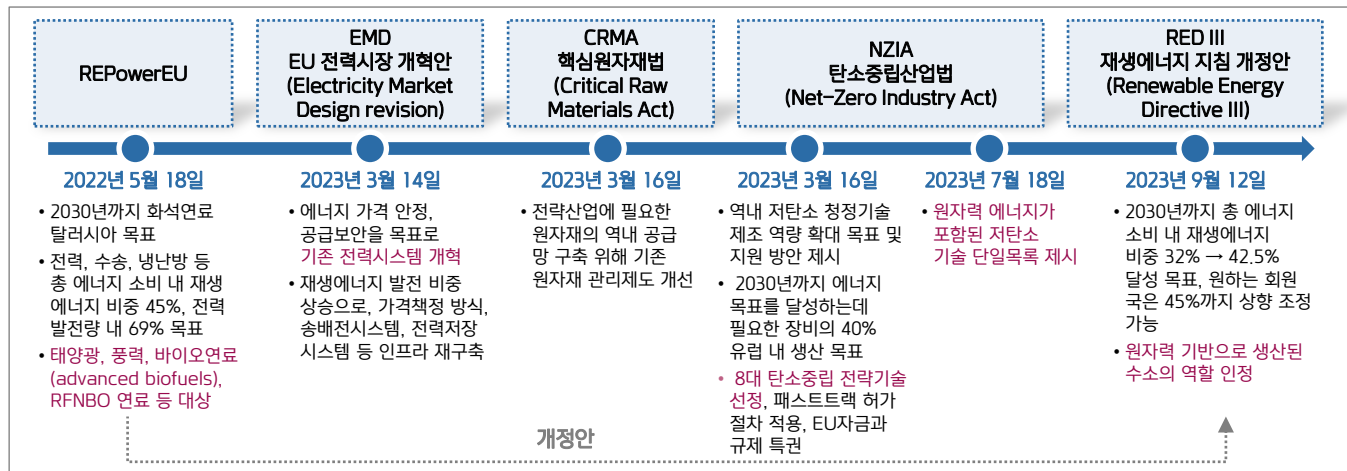 REPowerEU
EMD
EU 전력시장 개혁안
(Electricity Market
Design revision)
CRMA
핵심원자재법
(Critical Raw
Materials Act)
NZIA
탄소중립산업법
(Net-Zero Industry Act)
RED III
재생에너지 지침 개정안
(Renewable Energy
Directive III)
2022년 5월 18일
• 2030년까지 화석연료
탈러시아 목표
• 전력, 수송, 냉난방 등
총 에너지 소비 내 재생
에너지 비중 45%, 전력
발전량 내 69% 목표
• 태양광, 풍력, 바이오연료
(advanced biofuels),
RFNBO 연료 등 대상
2023년 3월 14일
• 에너지 가격 안정,
공급보안을 목표로
기존 전력시스템 개혁
• 재생에너지 발전 비중
상승으로, 가격책정 방식,
송배전시스템, 전력저장
시스템 등 인프라 재구축
2023년 3월 16일
• 전략산업에 필요한
원자재의 역내 공급
망 구축 위해 기존
원자재 관리제도 개선
2023년 3월 16일
• 역내 저탄소 청정기술
제조 역량 확대 목표 및
지원 방안 제시
• 2030년까지 에너지
목표를 달성하는데
필요한 장비의 40%
유럽 내 생산 목표
• 8대 탄소중립 전략기술
선정, 패스트트랙 허가
절차 적용, EU자금과
규제 특권
2023년 7월 18일
• 원자력 에너지가
포함된 저탄소
기술 단일목록 제시
2023년 9월 12일
• 2030년까지 총 에너지
소비 내 재생에너지
비중 32% → 42.5%
달성 목표, 원하는 회원
국은 45%까지 상향 조정
가능
• 원자력 기반으로 생산된
수소의 역할 인정
개정안